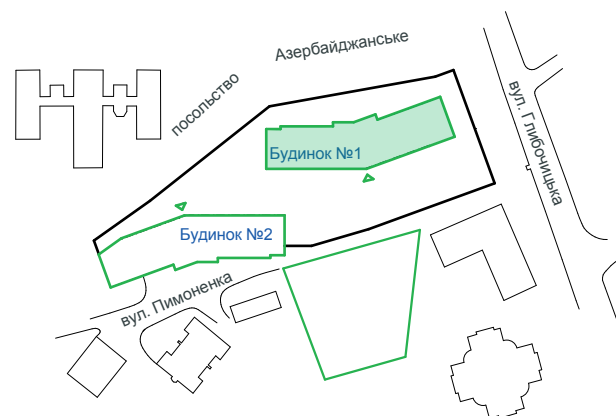 Азербайджанське
посольство
вул. Глибочицька
Будинок №1
Будинок №2
вул. Пимоненка